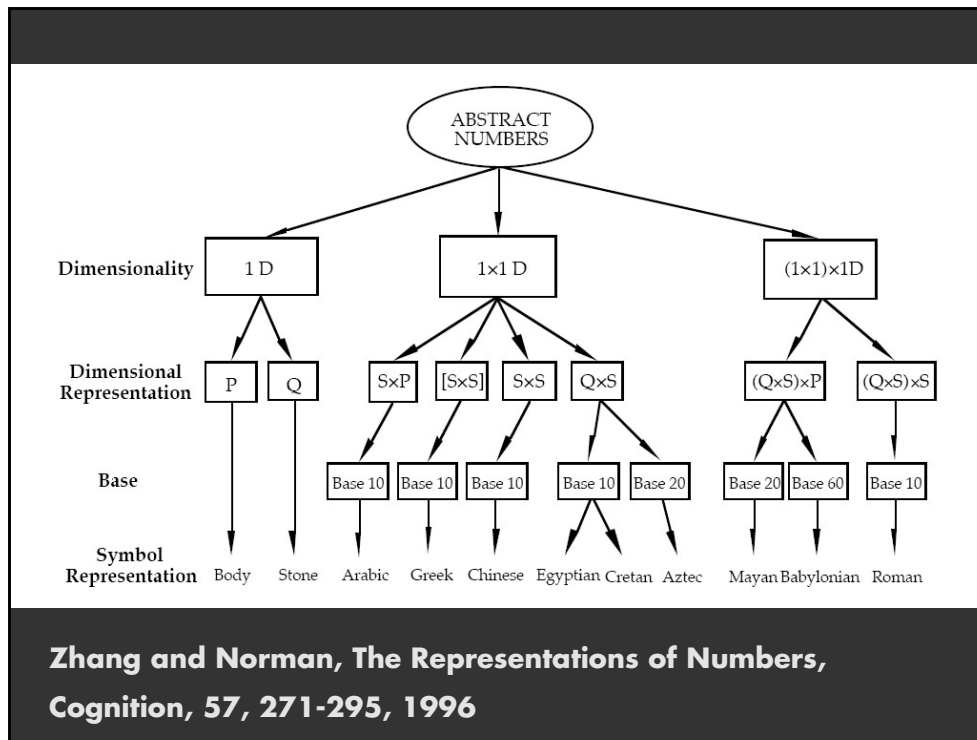 ABSTRACT
NUMBERS
Dimensionality
1 D
1×1 D
(1×1)×1D
Dimensional
Representation
P
Q
S×P
[S×S]
S×S
Q×S
(Q×S)×P
(Q×S)×S
Base
Base 10
Base 10
Base 10
Base 10
Base 20
Base 20
Base 60
Base 10
Symbol
Representation
Body
Stone
Arabic
Greek
Chinese
Egyptian
Cretan
Aztec
Mayan
Babylonian
Roman
Zhang and Norman, The Representations of Numbers,
Cognition, 57, 271-295, 1996